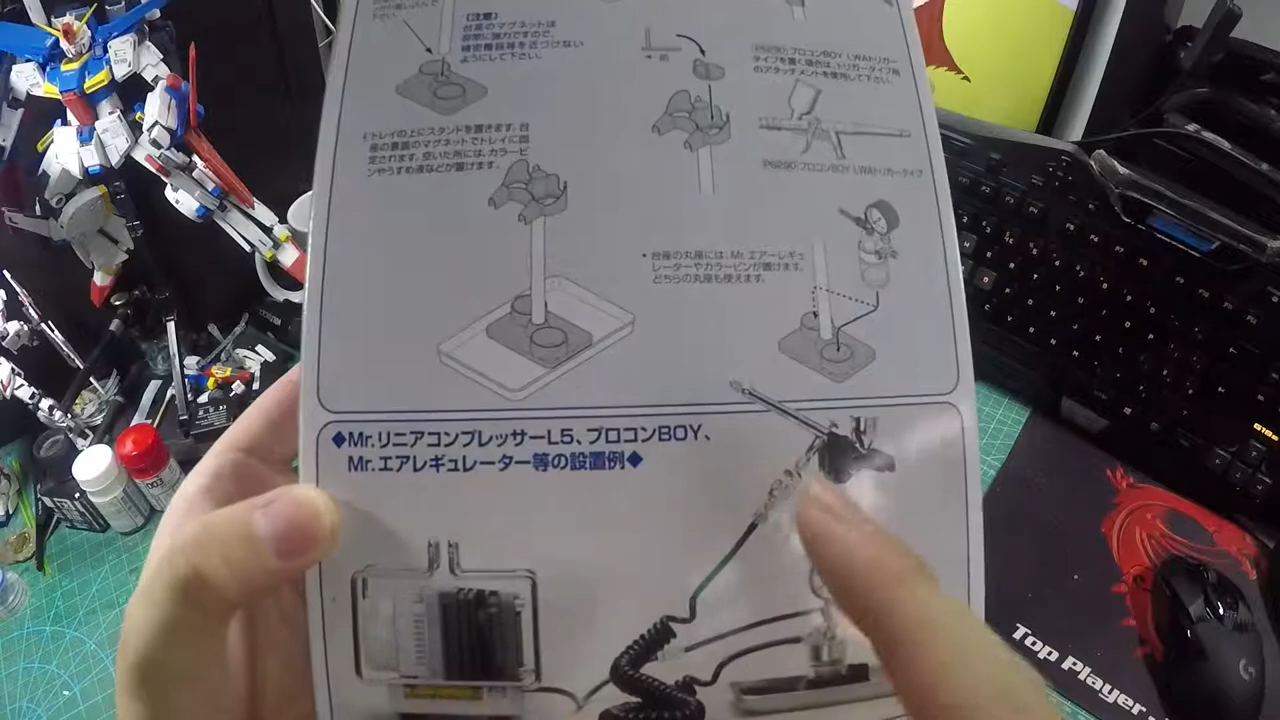 【注意】
台座のマグネットは
非常に強力ですので、
精密機器等を近づけない
ようにして下さい。
トレイの上にスタンドを置きます。台
座の裏面のマグネットでトレイに固
定されます。空いた所には、カラービ
ンやうすめ液などが置けます。
PS290:プロコンBOY LWAトリガー
タイプを置く場合は、トリガータイプ用
のアタッチメントを使用して下さい。
PS290:プロコンBOY LWAトリガータイプ
・台座の丸座には、Mr.エアーレギュ
レーターやカラービンが置けます。
どちらの丸座も使えます。
◆Mr.リニアコンプレッサーL5、プロコンBOY、
Mr.エアレギュレーター等の設置例◆
Top Player
G